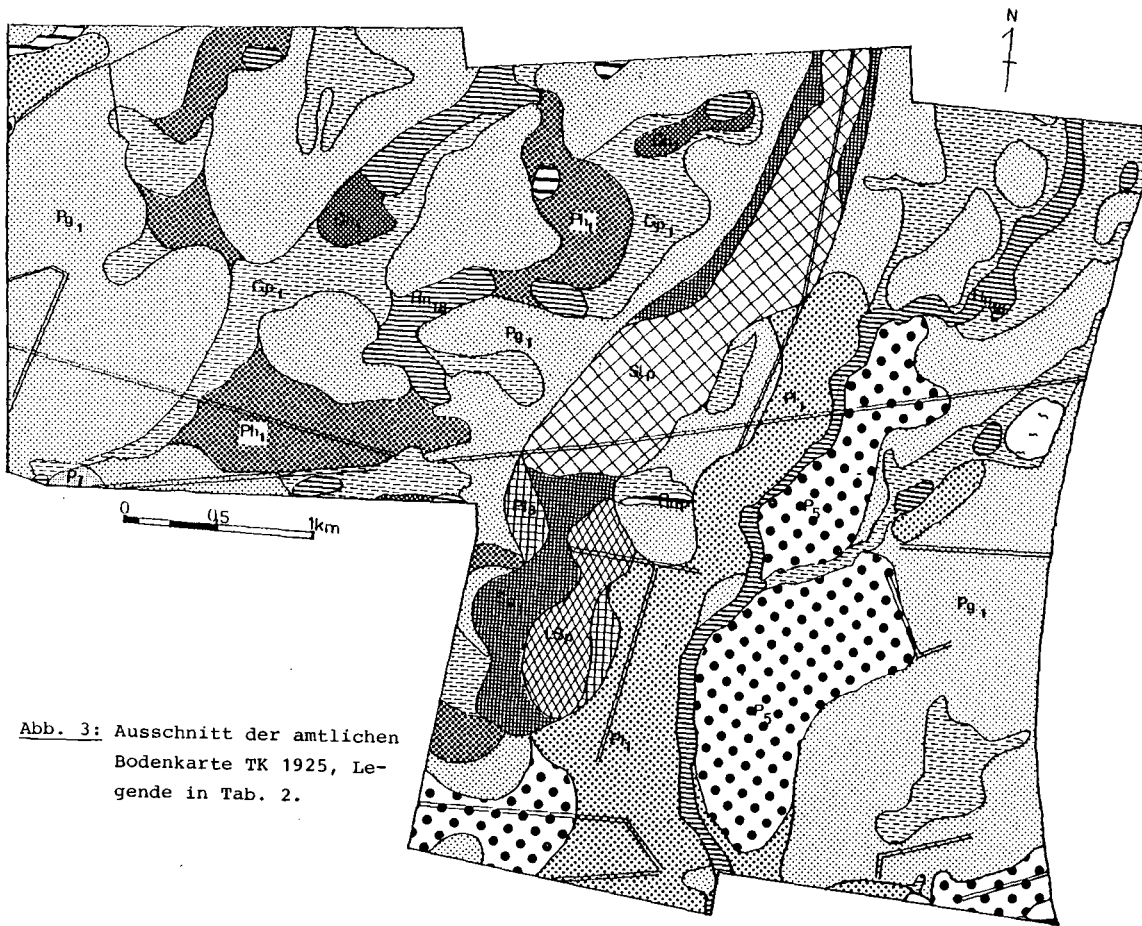 N
Pg₁
Ph₁
Gp₁
Gp₁
Pg₁
Slp
Ph₁
P₅
Pg₁
P₅
Ph₁
0 0,5 1km
Abb. 3: Ausschnitt der amtlichen
Bodenkarte TK 1925, Le-
gende in Tab. 2.